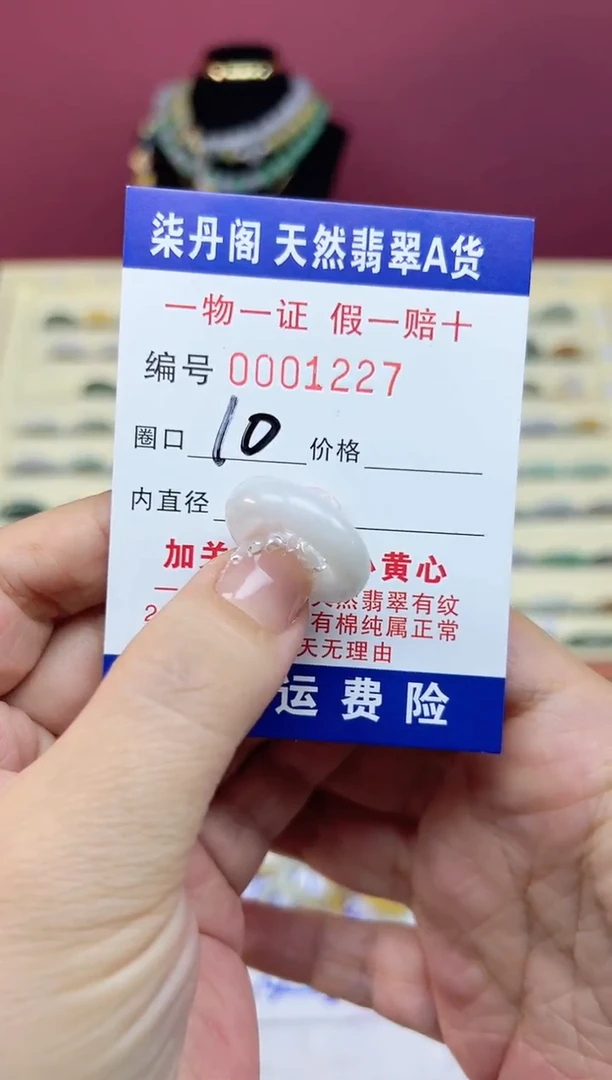 柒丹阁 天然翡翠A货
一物一证 假一赔十
编号 0001227
圈口 10 价格
内直径
加关 黄心
天然翡翠有纹
2 有棉纯属正常
天无理由
运费险